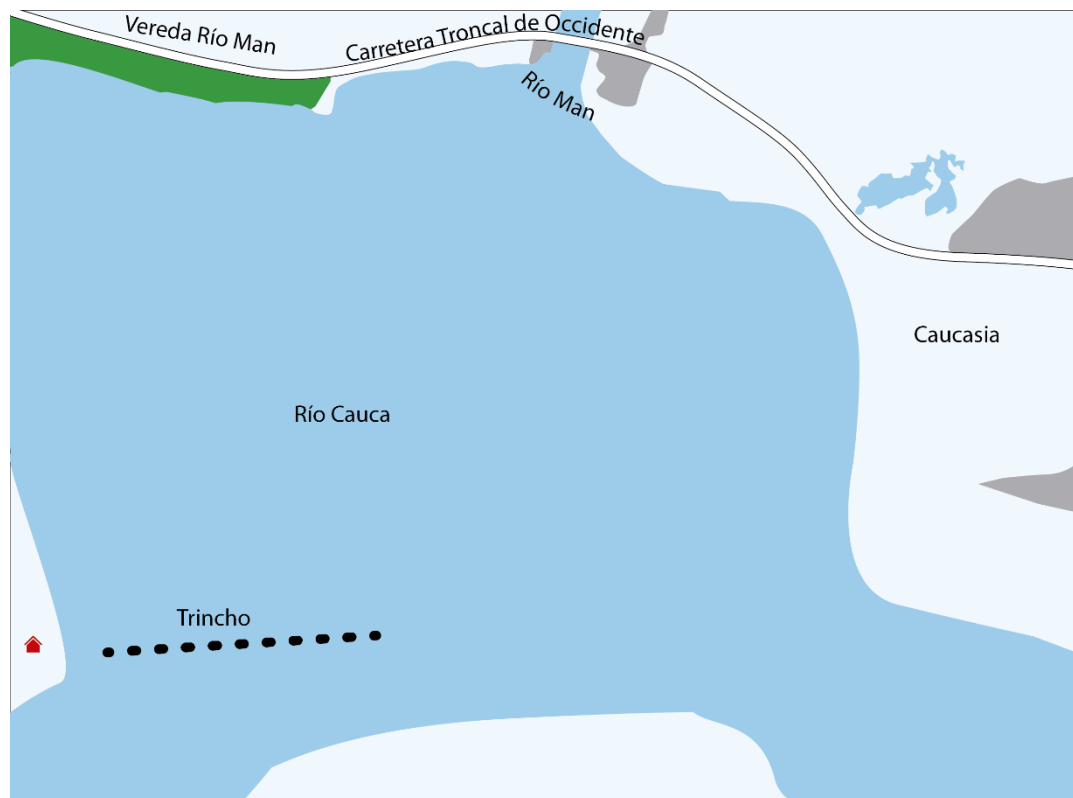 Vereda Río Man
Carretera Troncal de Occidente
Río Man
Caucasia
Río Cauca
Trincho